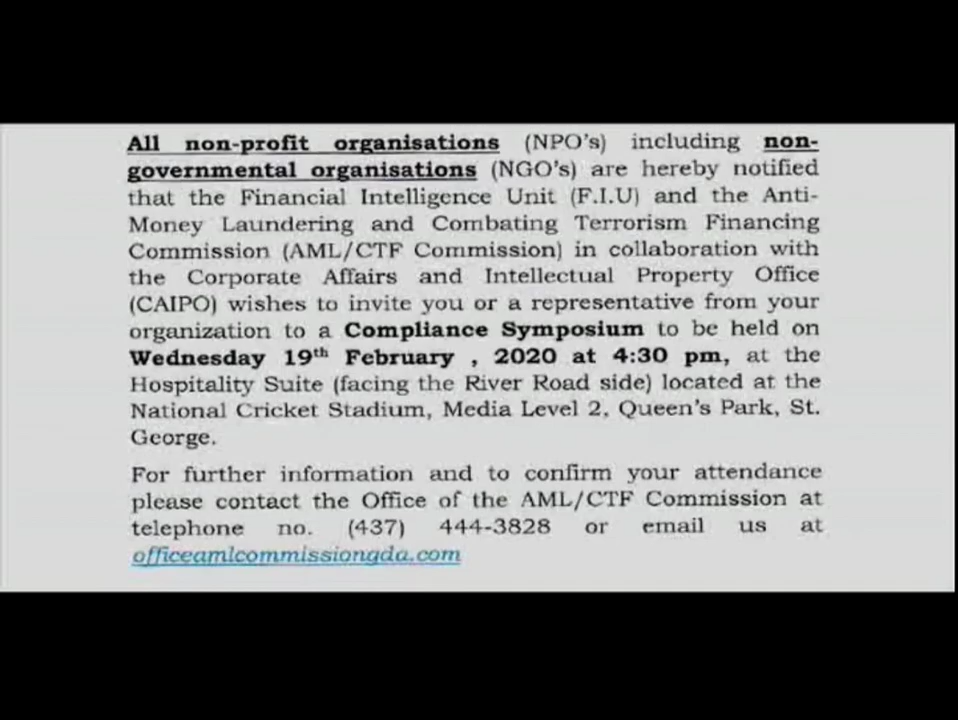 All non-profit organisations (NPO's) including non-
governmental organisations (NGO's) are hereby notified
that the Financial Intelligence Unit (F.I.U) and the Anti-
Money Laundering and Combating Terrorism Financing
Commission (AML/CTF Commission) in collaboration with
the Corporate Affairs and Intellectual Property Office
(CAIPO) wishes to invite you or a representative from your
organization to a Compliance Symposium to be held on
Wednesday 19th February , 2020 at 4:30 pm, at the
Hospitality Suite (facing the River Road side) located at the
National Cricket Stadium, Media Level 2, Queen's Park, St.
George.
For further information and to confirm your attendance
please contact the Office of the AML/CTF Commission at
telephone no. (437) 444-3828 or email us at
officeamlcommissiongda.com